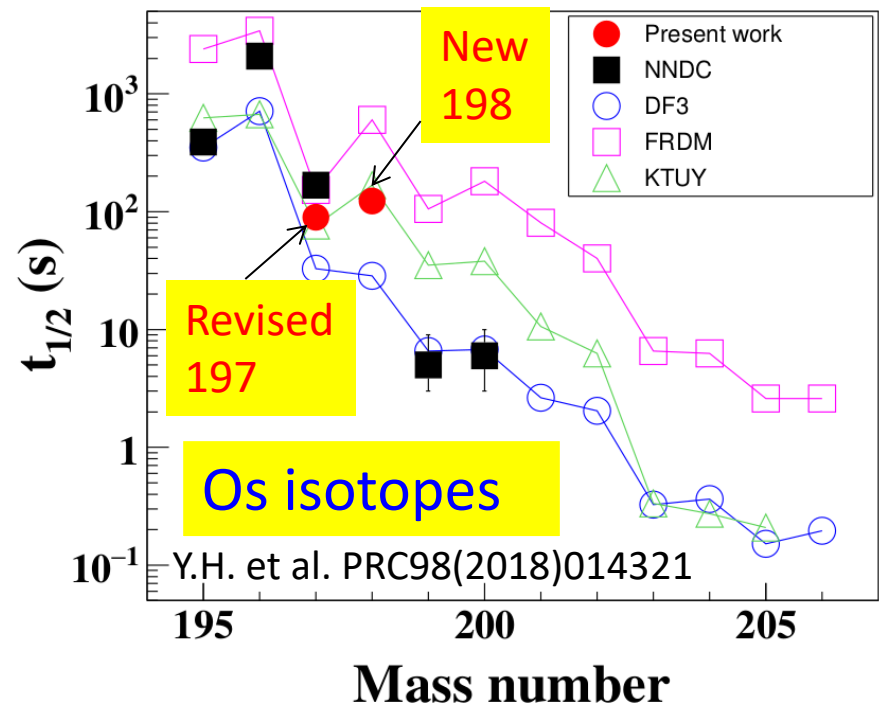 New
198
Present work
NNDC
DF3
FRDM
KTUY
10³
10²
10
1
10⁻¹
t₁/₂ (s)
Revised
197
Os isotopes
Y.H. et al. PRC98(2018)014321
195 200 205
Mass number